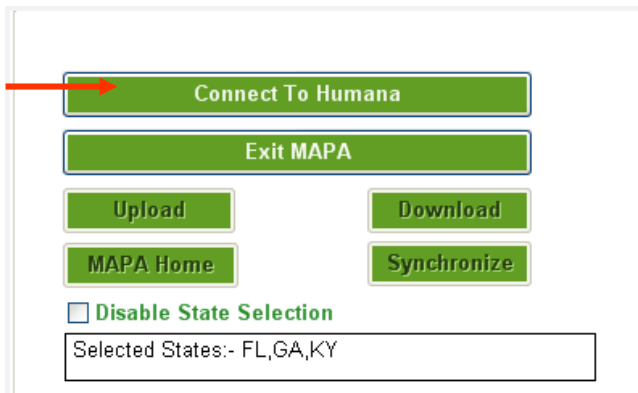 Connect To Humana
Exit MAPA
Upload Download
MAPA Home Synchronize
Disable State Selection
Selected States:- FL,GA,KY